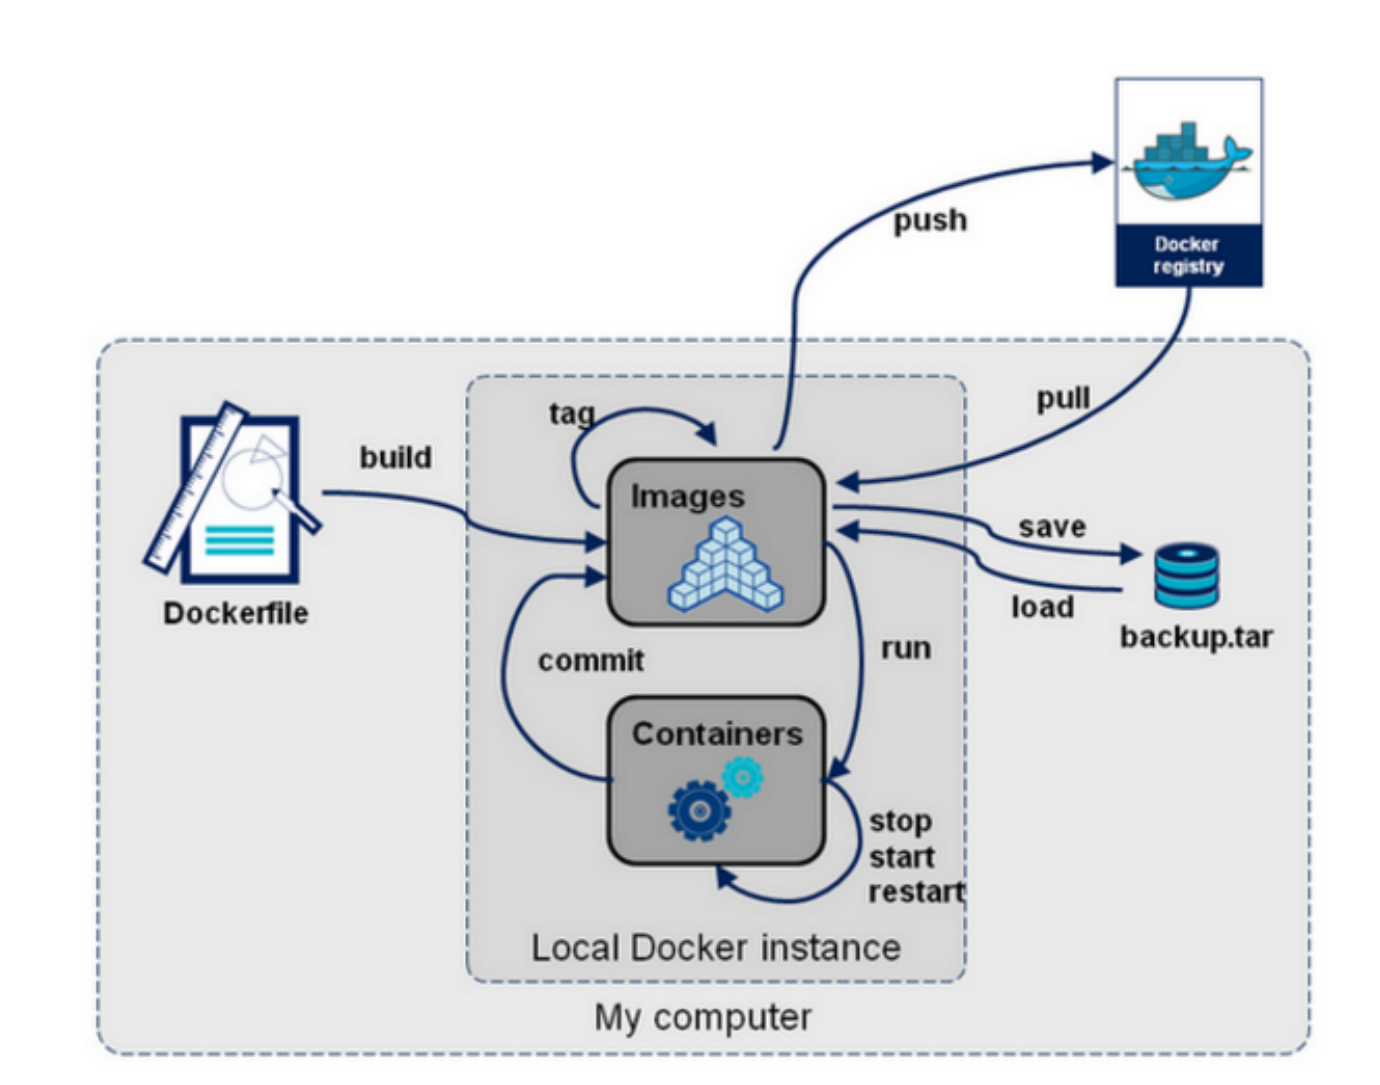 Docker
registry
push
pull
tag
build
Images
save
load
Dockerfile
backup.tar
commit
run
Containers
stop
start
restart
Local Docker instance
My computer